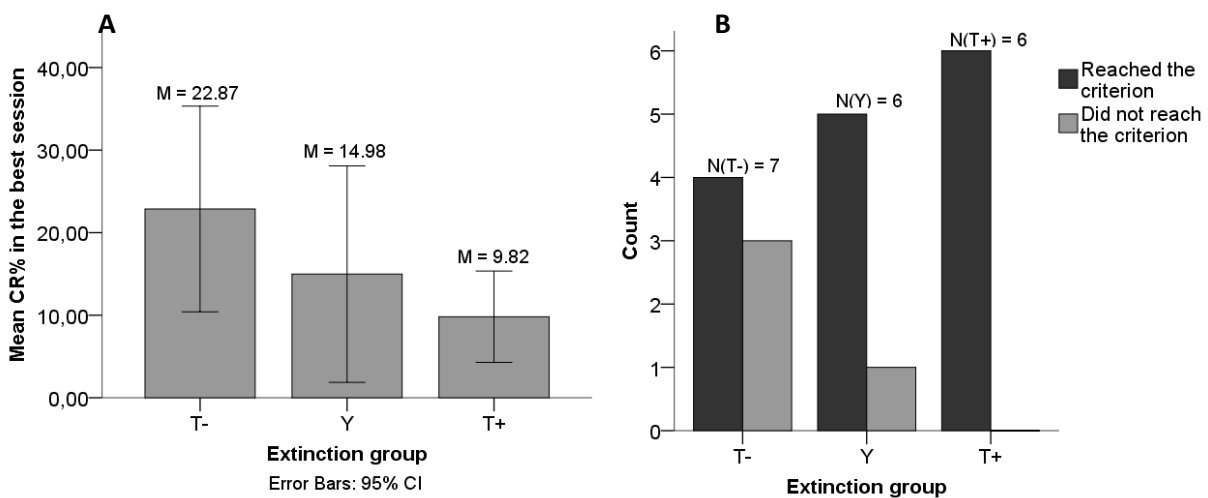 A
Mean CR% in the best session
40,00
30,00
20,00
10,00
0,00
M = 22.87
M = 14.98
M = 9.82
T-
Y
T+
Extinction group
Error Bars: 95% CI
B
Count
6
5
4
3
2
1
0
N(T-) = 7
N(Y) = 6
N(T+) = 6
T-
Y
T+
Extinction group
Reached the
criterion
Did not reach
the criterion